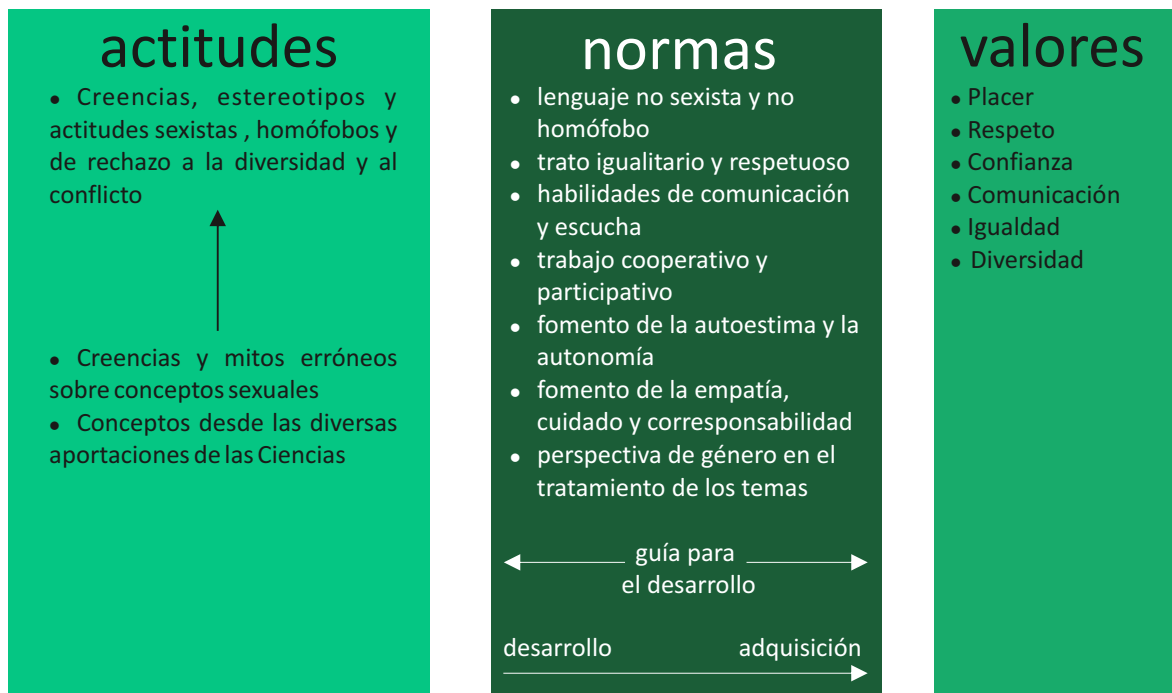 actitudes
• Creencias, estereotipos y
actitudes sexistas , homófobos y
de rechazo a la diversidad y al
conflicto
• Creencias y mitos erróneos
sobre conceptos sexuales
• Conceptos desde las diversas
aportaciones de las Ciencias
normas
• lenguaje no sexista y no
homófobo
• trato igualitario y respetuoso
• habilidades de comunicación
y escucha
• trabajo cooperativo y
participativo
• fomento de la autoestima y la
autonomía
• fomento de la empatía,
cuidado y corresponsabilidad
• perspectiva de género en el
tratamiento de los temas
guía para
el desarrollo
desarrollo adquisición
valores
• Placer
• Respeto
• Confianza
• Comunicación
• Igualdad
• Diversidad